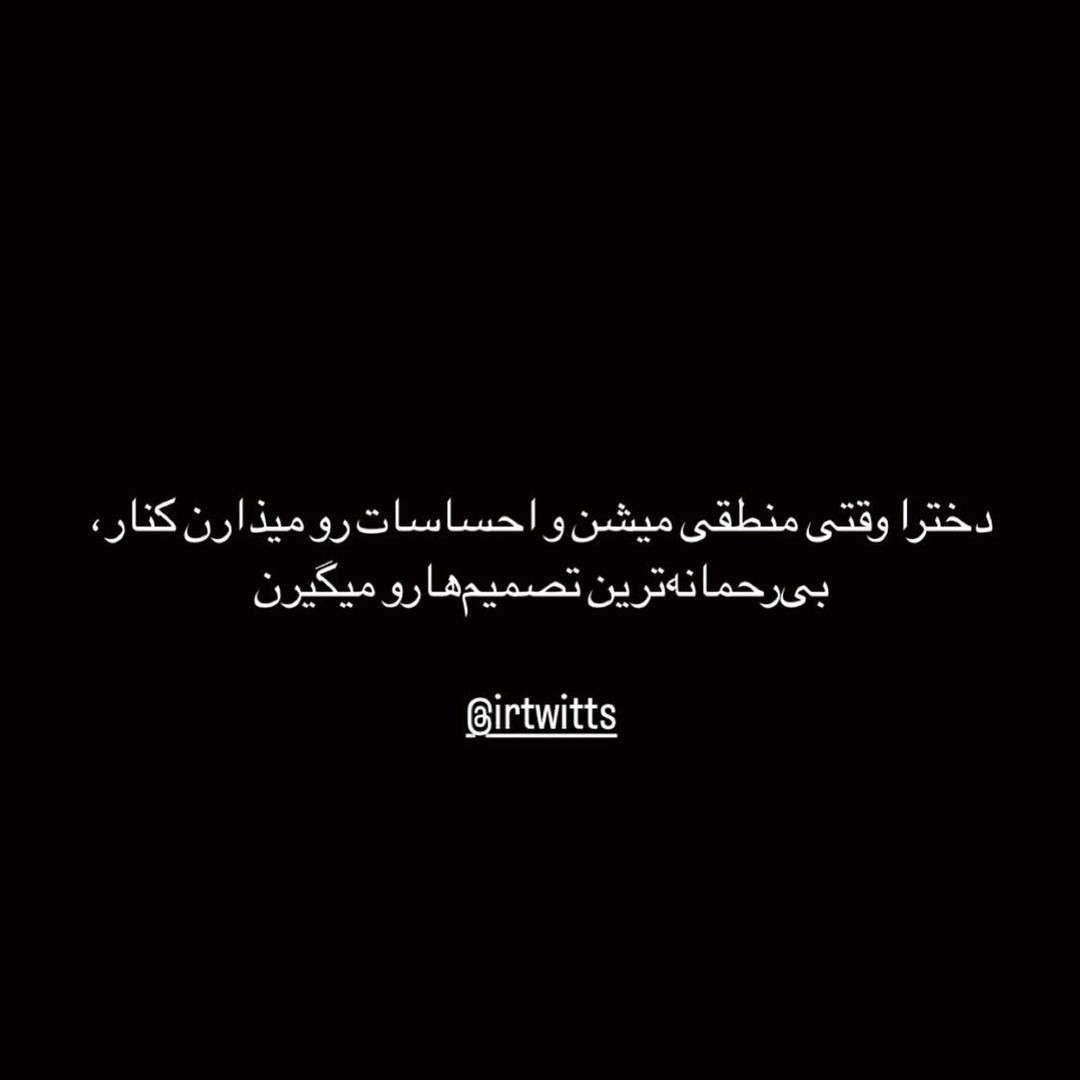 دخترا وقتی منطقی میشن و احساسات رو میذارن کنار،
بی‌رحمانه‌ترین تصمیم‌ها رو میگیرن
@irtwitts